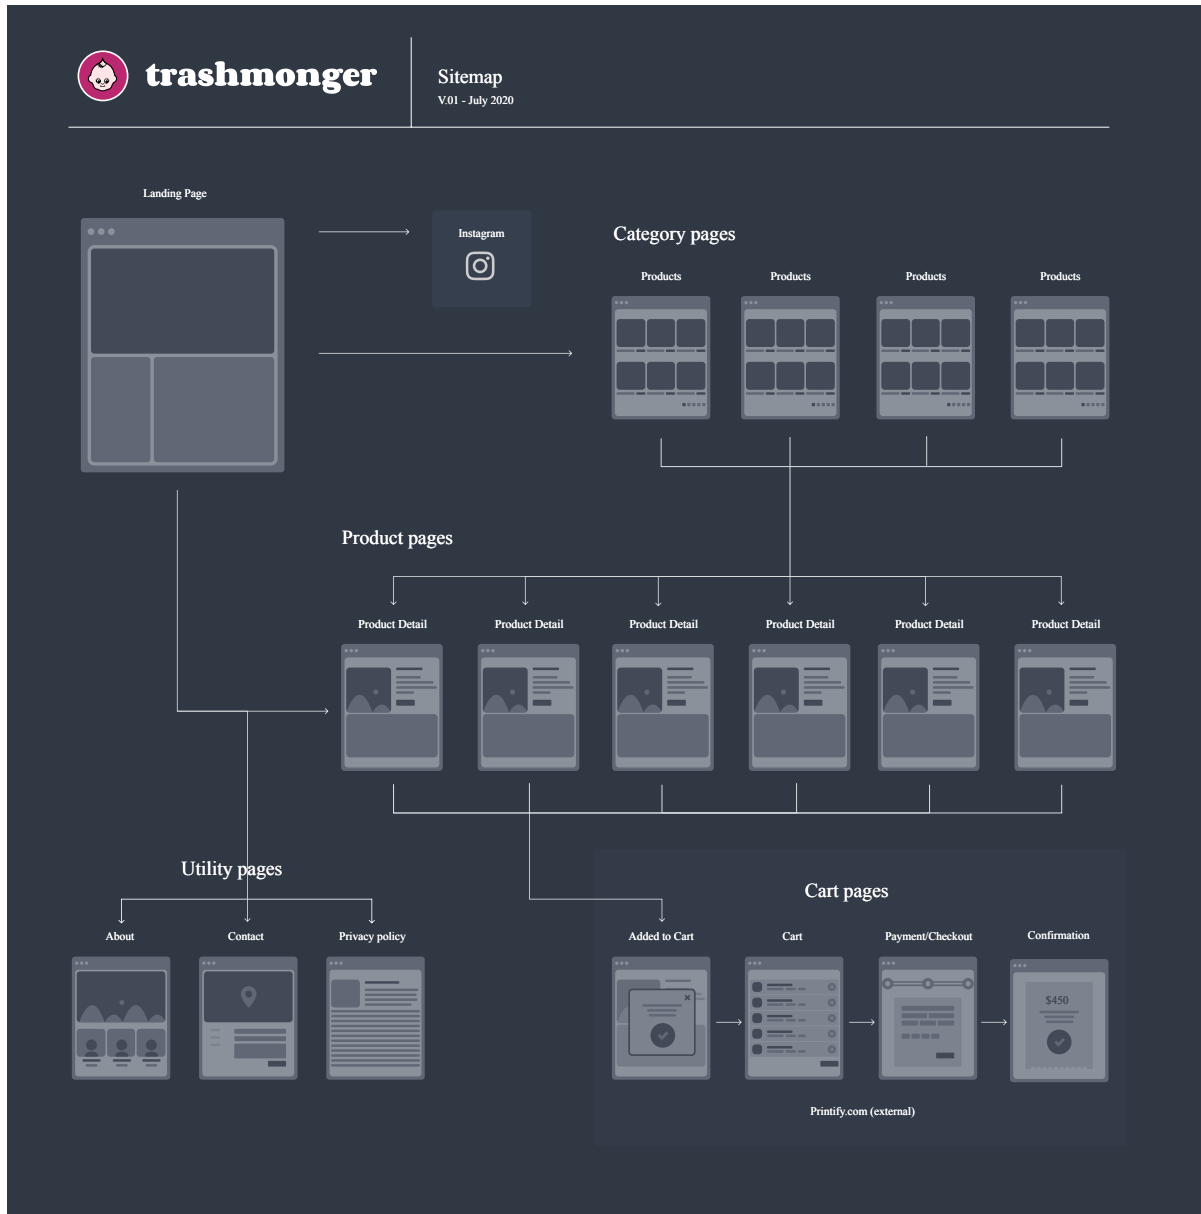 trashmonger
Sitemap
V.01 - July 2020
Landing Page
Instagram
Category pages
Products
Products
Products
Products
Product pages
Product Detail
Product Detail
Product Detail
Product Detail
Product Detail
Product Detail
Utility pages
About
Contact
Privacy policy
Cart pages
Added to Cart
Cart
Payment/Checkout
Confirmation
$450
Printify.com (external)